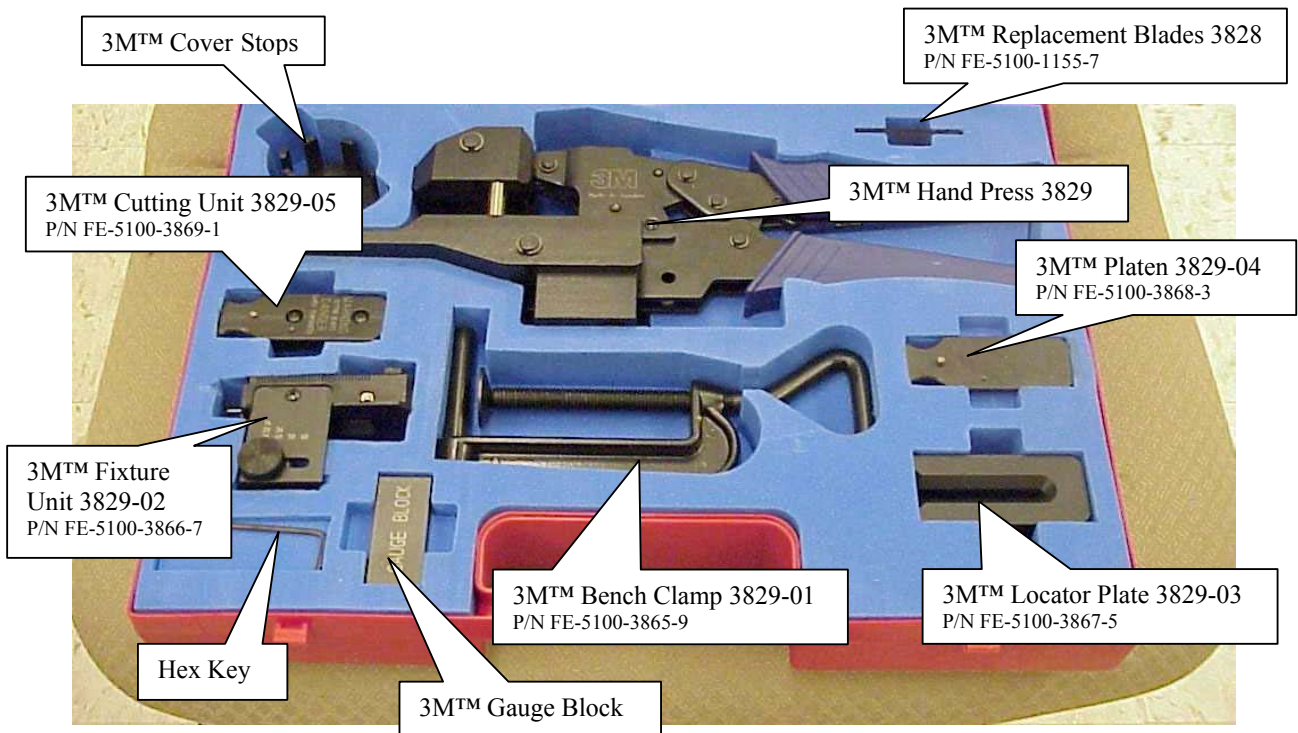 3M™ Cover Stops
3M™ Replacement Blades 3828
P/N FE-5100-1155-7
3M™ Cutting Unit 3829-05
P/N FE-5100-3869-1
3M™ Hand Press 3829
3M
3M™ Platen 3829-04
P/N FE-5100-3868-3
3M™ Fixture
Unit 3829-02
P/N FE-5100-3866-7
GAUGE BLOCK
3M™ Bench Clamp 3829-01
P/N FE-5100-3865-9
3M™ Locator Plate 3829-03
P/N FE-5100-3867-5
Hex Key
3M™ Gauge Block